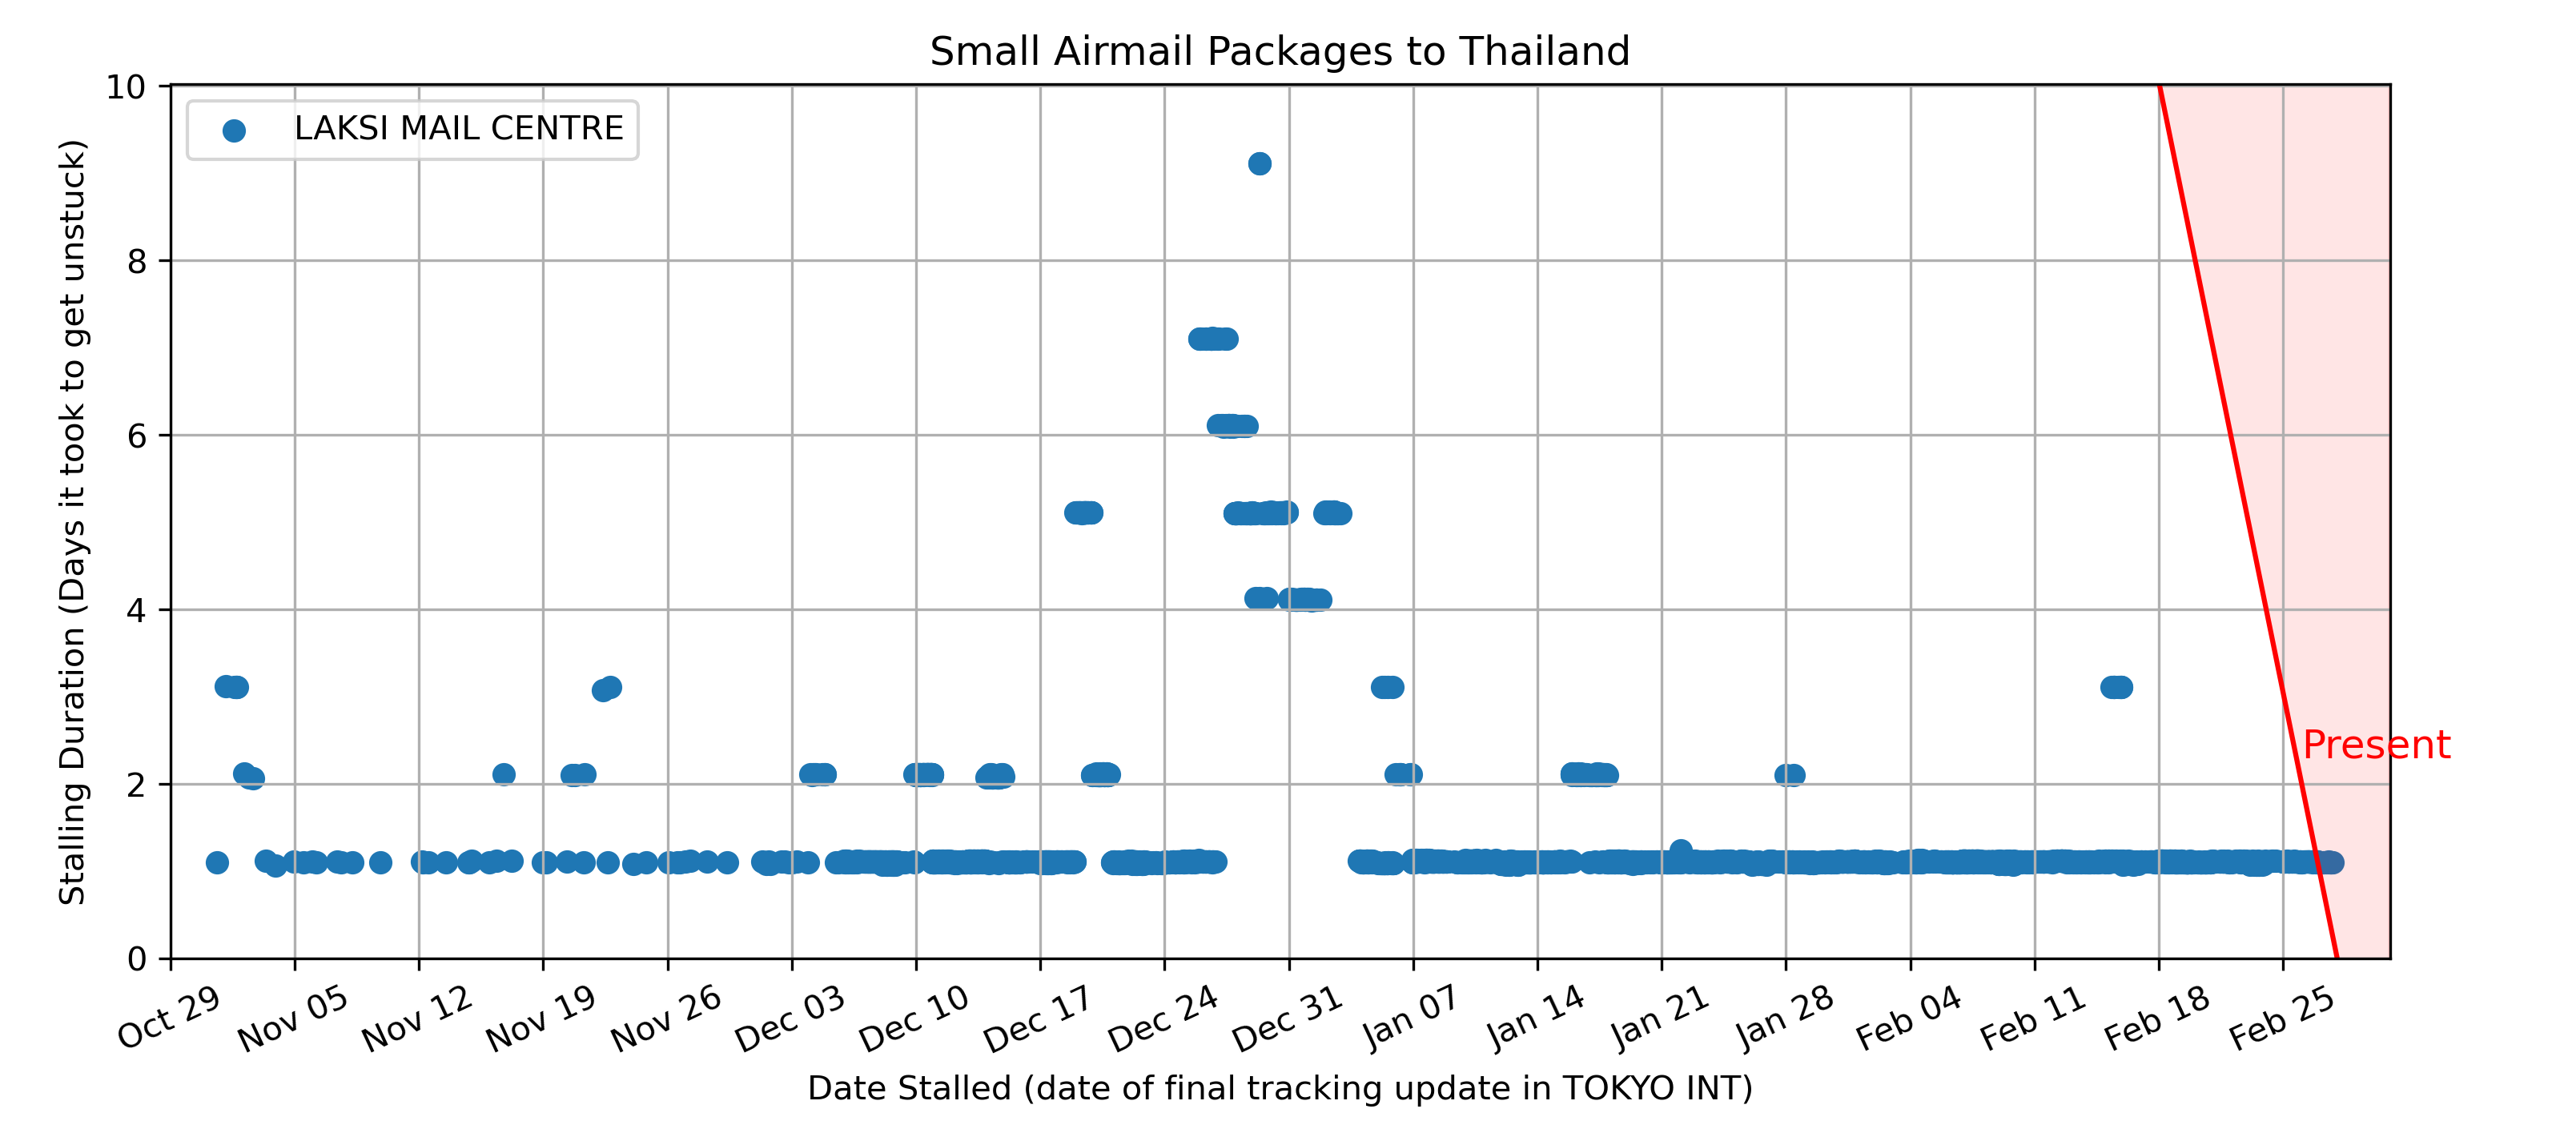 Small Airmail Packages to Thailand
LAKSI MAIL CENTRE
Stalling Duration (Days it took to get unstuck)
10
8
6
4
2
0
Present
Oct 29
Nov 05
Nov 12
Nov 19
Nov 26
Dec 03
Dec 10
Dec 17
Dec 24
Dec 31
Jan 07
Jan 14
Jan 21
Jan 28
Feb 04
Feb 11
Feb 18
Feb 25
Date Stalled (date of final tracking update in TOKYO INT)